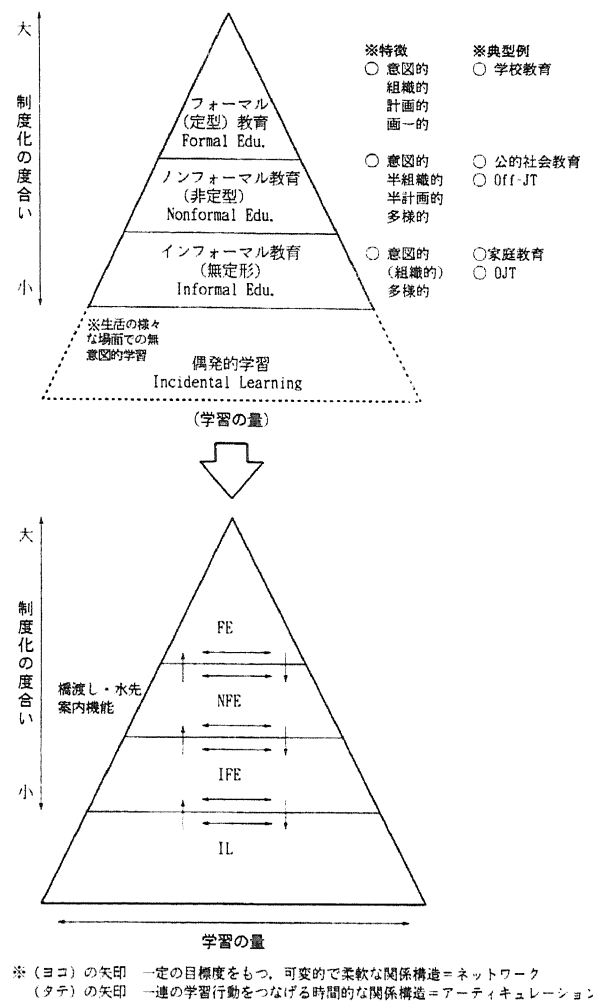 大
制度化の度合い
小
フォーマル
(定型) 教育
Formal Edu.
ノンフォーマル教育
(非定型)
Nonformal Edu.
インフォーマル教育
(無定形)
Informal Edu.
※特徴
○ 意図的
組織的
計画的
画一的
○ 意図的
半組織的
半計画的
多様的
○ 意図的
(組織的)
多様的
※典型例
○ 学校教育
○ 公的社会教育
○ Off-JT
○家庭教育
○ OJT
※生活の様々
な場面での無
意図的学習
偶発的学習
Incidental Learning
(学習の量)
大
制度化の度合い
小
橋渡し・水先
案内機能
FE
NFE
IFE
IL
学習の量
※ (ヨコ) の矢印 一定の目標度をもつ, 可変的で柔軟な関係構造=ネットワーク
(タテ) の矢印 一連の学習行動をつなげる時間的な関係構造=アーティキュレーション